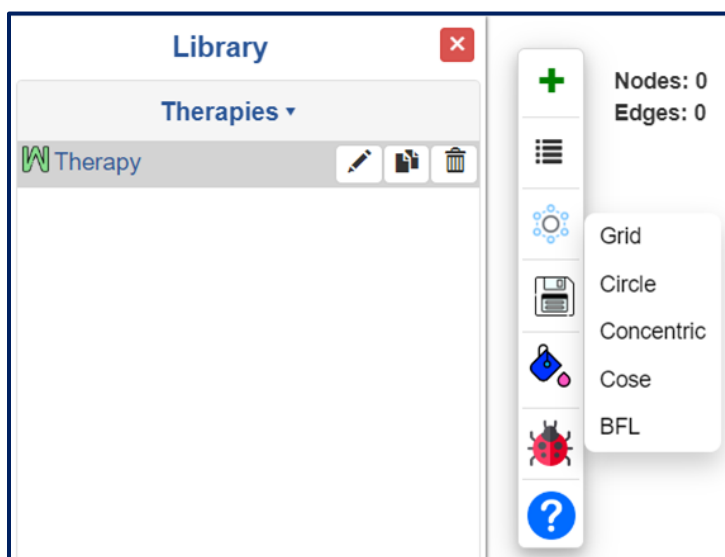 Library
Therapies
Therapy
Nodes: 0
Edges: 0
Grid
Circle
Concentric
Cose
BFL
?